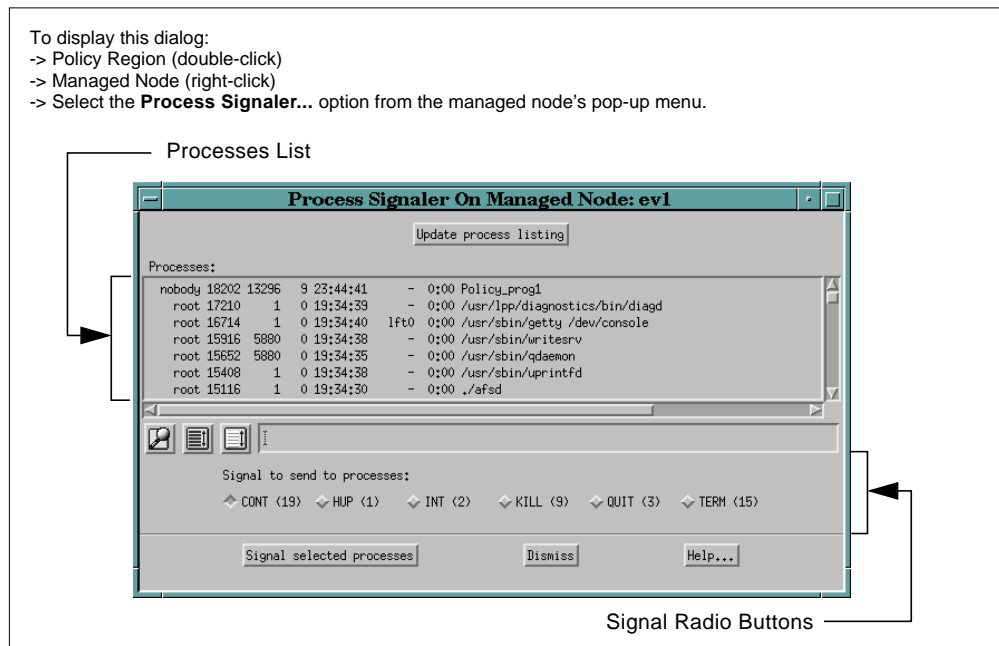 To display this dialog:
-> Policy Region (double-click)
-> Managed Node (right-click)
-> Select the Process Signaler... option from the managed node's pop-up menu.
Processes List
Process Signaler On Managed Node: ev1
Update process listing
Processes:
nobody 18202 13296 9 23:44:41 - 0:00 Policy_prog1
root 17210 1 0 19:34:39 - 0:00 /usr/lpp/diagnostics/bin/diagd
root 16714 1 0 19:34:40 lft0 0:00 /usr/sbin/getty /dev/console
root 15916 5880 0 19:34:38 - 0:00 /usr/sbin/writesrv
root 15652 5880 0 19:34:35 - 0:00 /usr/sbin/qdaemon
root 15408 1 0 19:34:38 - 0:00 /usr/sbin/uprintfd
root 15116 1 0 19:34:30 - 0:00 ./afsd
Signal to send to processes:
CONT (19) HUP (1) INT (2) KILL (9) QUIT (3) TERM (15)
Signal selected processes Dismiss Help...
Signal Radio Buttons